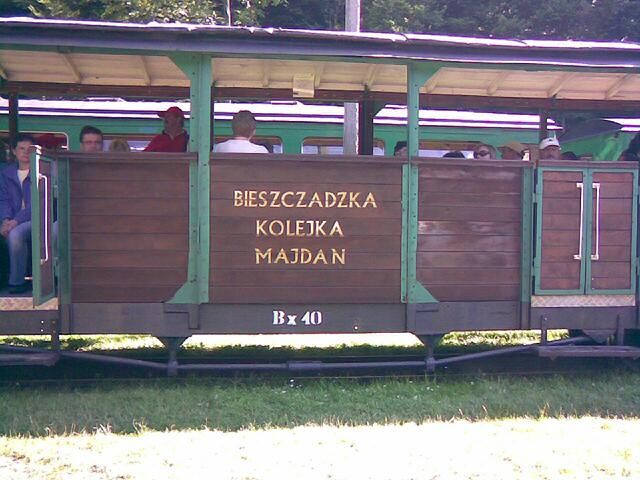 BIESZCZADZKA
KOLEJKA
MAJDAN
Bx 40